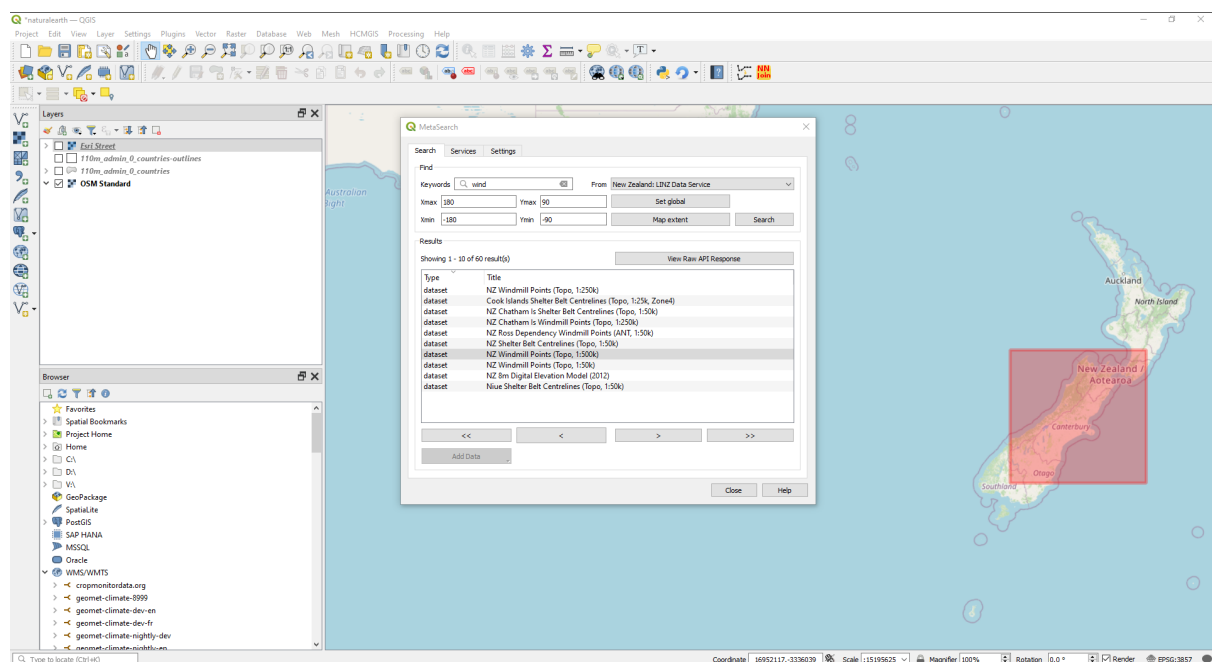 *naturalearth — QGIS
Project Edit View Layer Settings Plugins Vector Raster Database Web Mesh HCMGIS Processing Help
NN
join
Layers
Esri Street
110m_admin_0_countries-outlines
110m_admin_0_countries
OSM Standard
Browser
Favorites
Spatial Bookmarks
Project Home
Home
C:\
D:\
V:\
GeoPackage
SpatiaLite
PostGIS
SAP HANA
MSSQL
Oracle
WMS/WMTS
cropmonitordata.org
geomet-climate-8999
geomet-climate-dev-en
geomet-climate-dev-fr
geomet-climate-nightly-dev
geomet-climate-nightly-en
MetaSearch
Search Services Settings
Find
Keywords wind From New Zealand: LINZ Data Service
Xmax 180 Ymax 90 Set global
Xmin -180 Ymin -90 Map extent Search
Results
Showing 1 - 10 of 60 result(s) View Raw API Response
Type Title
dataset NZ Windmill Points (Topo, 1:250k)
dataset Cook Islands Shelter Belt Centrelines (Topo, 1:25k, Zone4)
dataset NZ Chatham Is Shelter Belt Centrelines (Topo, 1:50k)
dataset NZ Chatham Is Windmill Points (Topo, 1:250k)
dataset NZ Ross Dependency Windmill Points (ANT, 1:50k)
dataset NZ Shelter Belt Centrelines (Topo, 1:50k)
dataset NZ Windmill Points (Topo, 1:500k)
dataset NZ Windmill Points (Topo, 1:50k)
dataset NZ 8m Digital Elevation Model (2012)
dataset Niue Shelter Belt Centrelines (Topo, 1:50k)
<< < > >>
Add Data
Close Help
Australian
Bight
Auckland
North Island
New Zealand /
Aotearoa
Canterbury
Otago
Southland
Type to locate (Ctrl+K) Coordinate 16952117,-3336039 Scale :15195625 Magnifier 100% Rotation 0.0 ° Render EPSG:3857